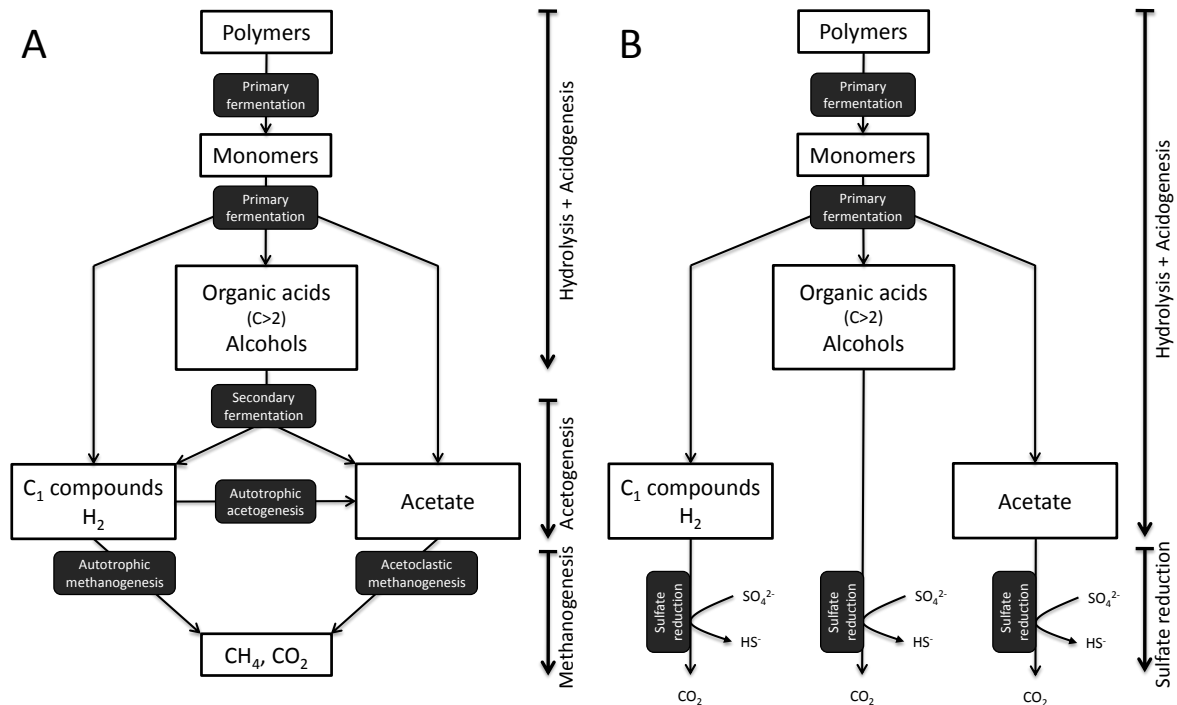 A
Polymers
Primary
fermentation
Monomers
Primary
fermentation
Organic acids
(C>2)
Alcohols
Secondary
fermentation
C₁ compounds
H₂
Autotrophic
acetogenesis
Acetate
Autotrophic
methanogenesis
Acetoclastic
methanogenesis
CH₄, CO₂
Hydrolysis + Acidogenesis
Acetogenesis
Methanogenesis
B
Polymers
Primary
fermentation
Monomers
Primary
fermentation
Organic acids
(C>2)
Alcohols
C₁ compounds
H₂
Acetate
Sulfate
reduction
SO₄²⁻
HS⁻
CO₂
Sulfate
reduction
SO₄²⁻
HS⁻
CO₂
Sulfate
reduction
SO₄²⁻
HS⁻
CO₂
Hydrolysis + Acidogenesis
Sulfate reduction